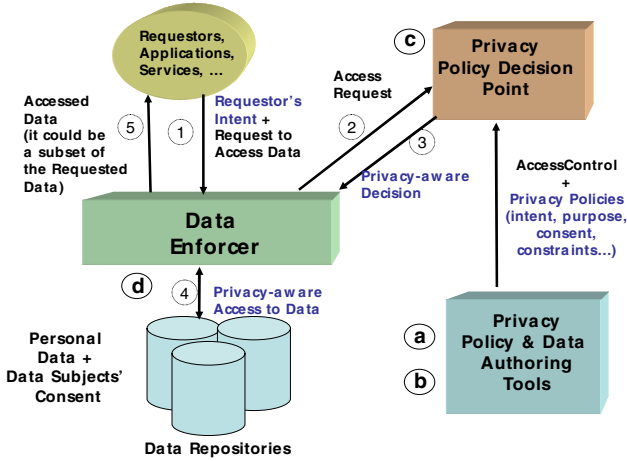 Requestors,
Applications,
Services, …
c
Privacy
Policy Decision
Point
Accessed
Data
(it could be
a subset of
the Requested
Data)
5
1
Requestor's
Intent +
Request to
Access Data
Access
Request
2
3
Privacy-aware
Decision
AccessControl
+
Privacy Policies
(intent, purpose,
consent,
constraints…)
Data
Enforcer
d
4
Privacy-aware
Access to Data
Personal
Data +
Data Subjects'
Consent
Data Repositories
a
b
Privacy
Policy & Data
Authoring
Tools